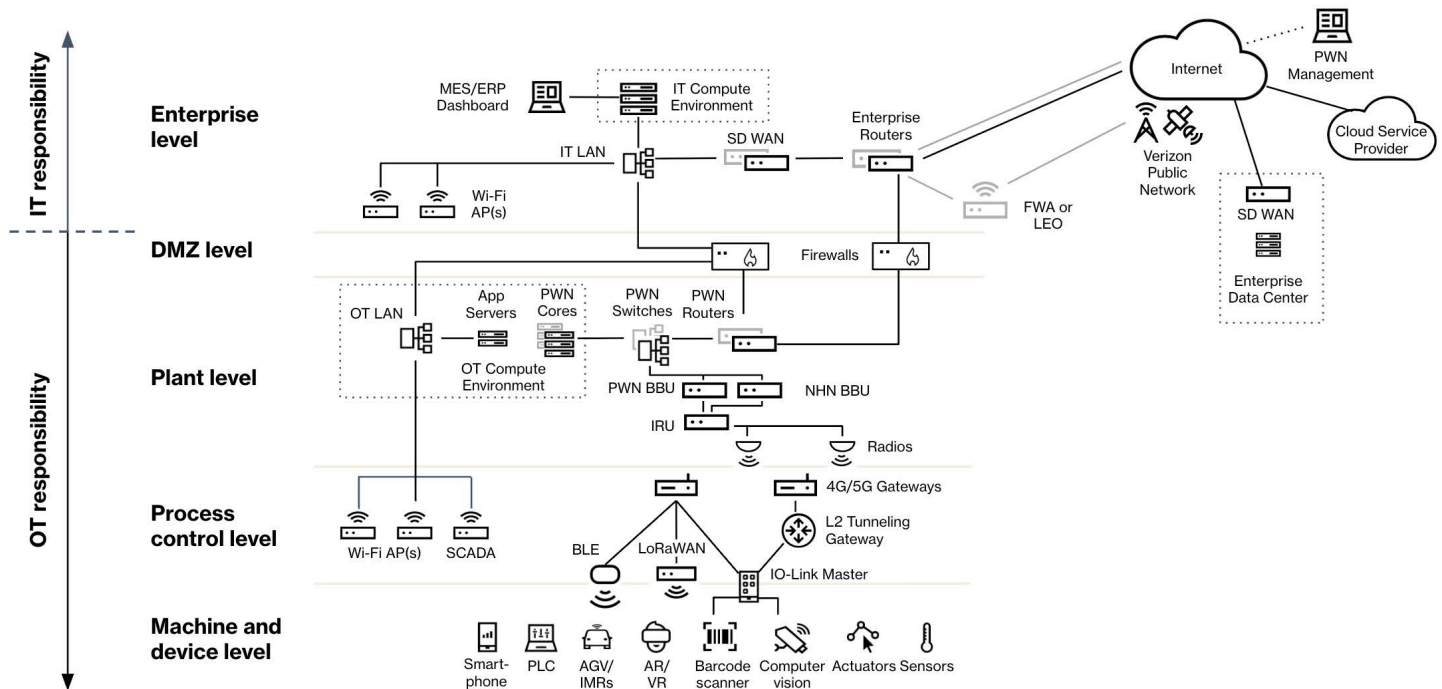 IT responsibility
OT responsibility
Enterprise
level
DMZ level
Plant level
Process
control level
Machine and
device level
MES/ERP
Dashboard
IT Compute
Environment
IT LAN
SD WAN
Enterprise
Routers
Wi-Fi
AP(s)
FWA or
LEO
Internet
PWN
Management
Cloud Service
Provider
Verizon
Public
Network
SD WAN
Enterprise
Data Center
Firewalls
OT LAN
App
Servers
PWN
Cores
OT Compute
Environment
PWN
Switches
PWN
Routers
PWN BBU
NHN BBU
IRU
Radios
Wi-Fi AP(s)
SCADA
4G/5G Gateways
L2 Tunneling
Gateway
BLE
LoRaWAN
IO-Link Master
Smart-
phone
PLC
AGV/
IMRs
AR/
VR
Barcode
scanner
Computer
vision
Actuators
Sensors